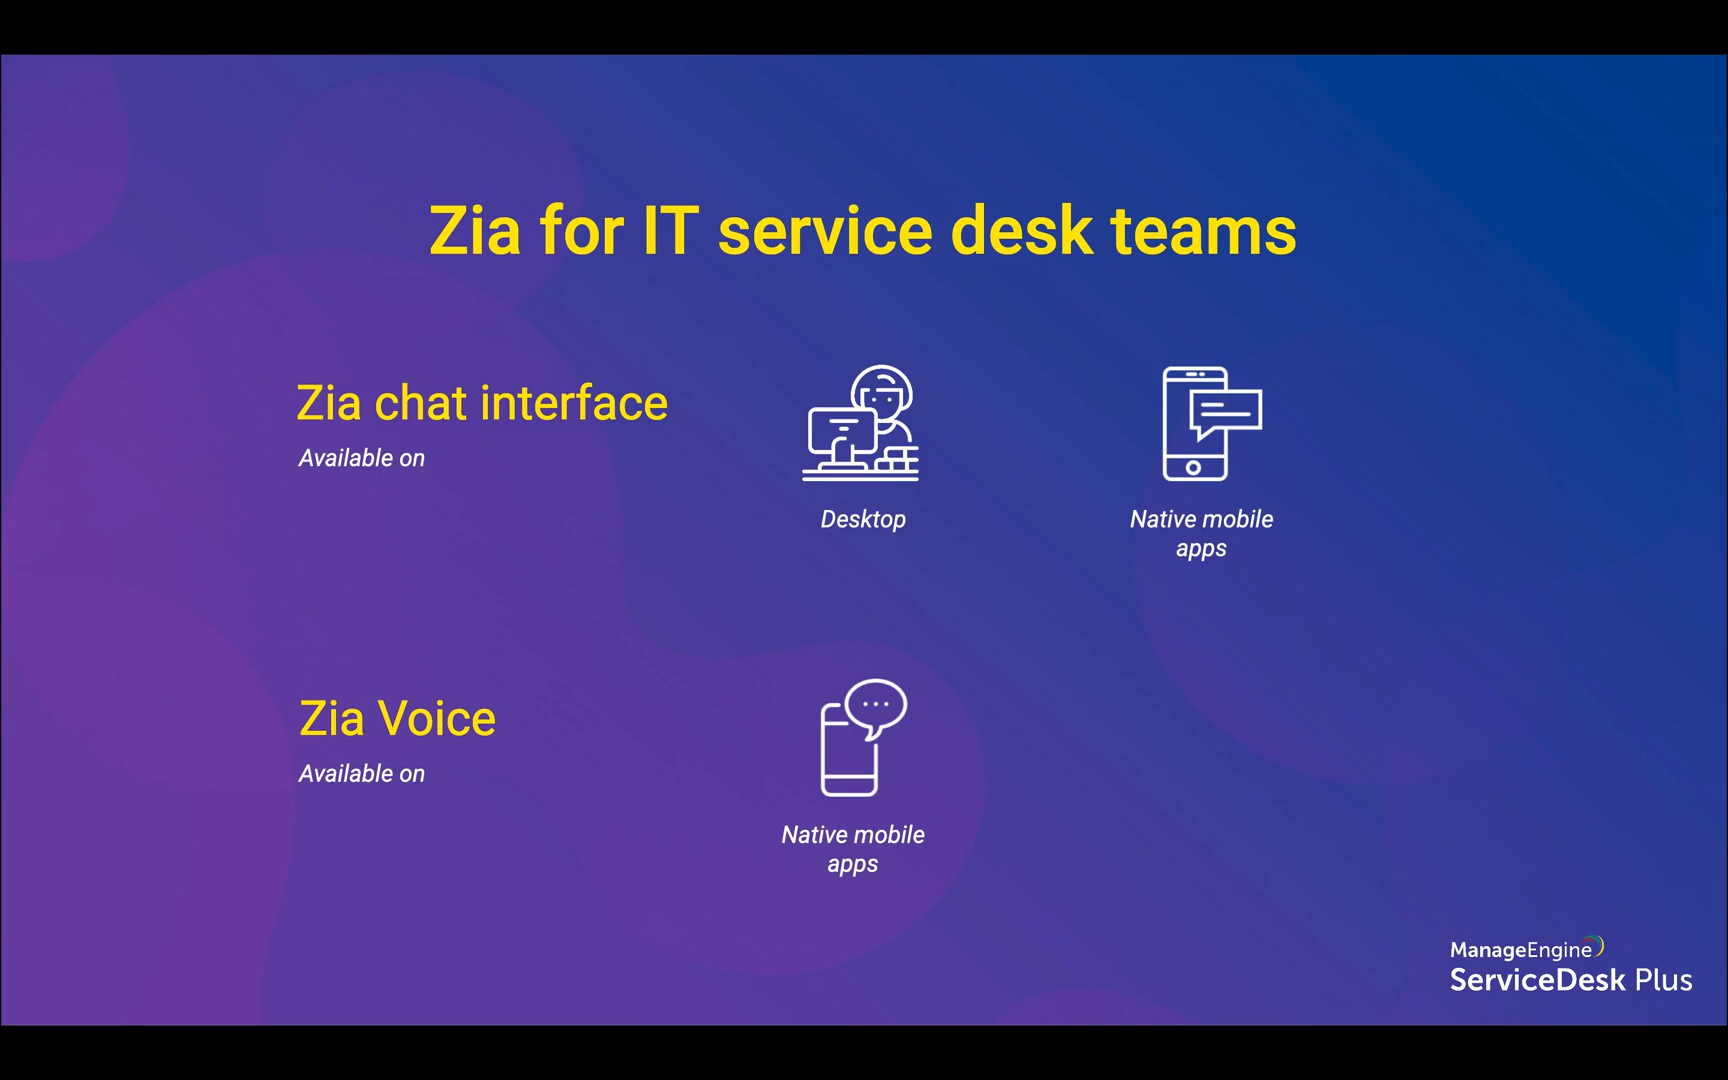 Zia for IT service desk teams
Zia chat interface
Available on
Desktop
Native mobile
apps
Zia Voice
Available on
Native mobile
apps
ManageEngine
ServiceDesk Plus